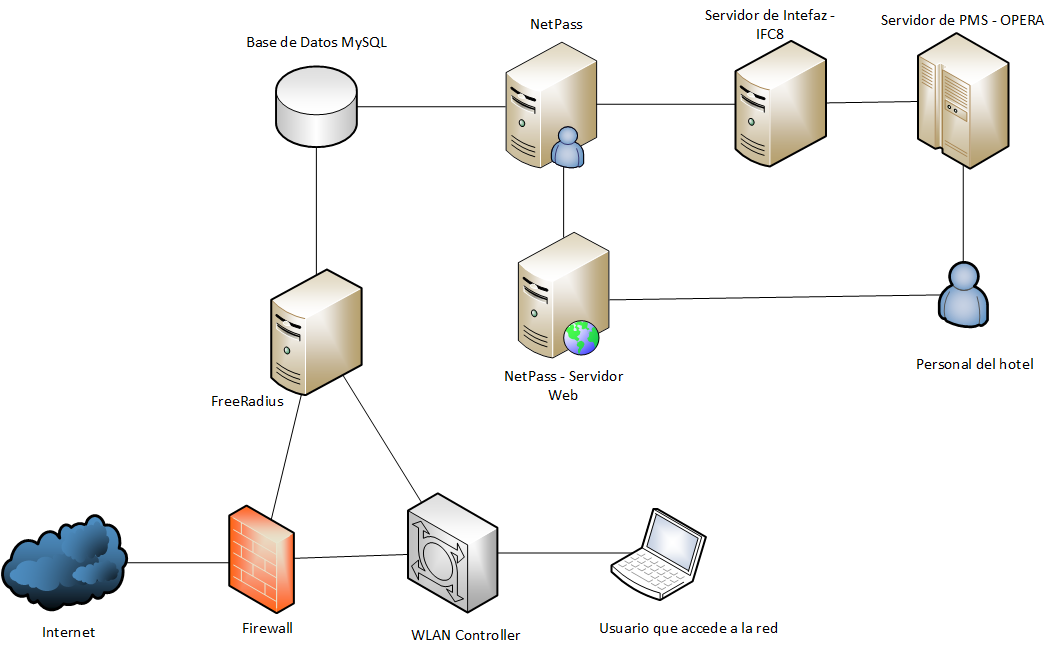 Servidor de Intefaz -
IFC8
Servidor de PMS - OPERA
NetPass
Base de Datos MySQL
Personal del hotel
NetPass - Servidor
Web
FreeRadius
Internet
Firewall
WLAN Controller
Usuario que accede a la red